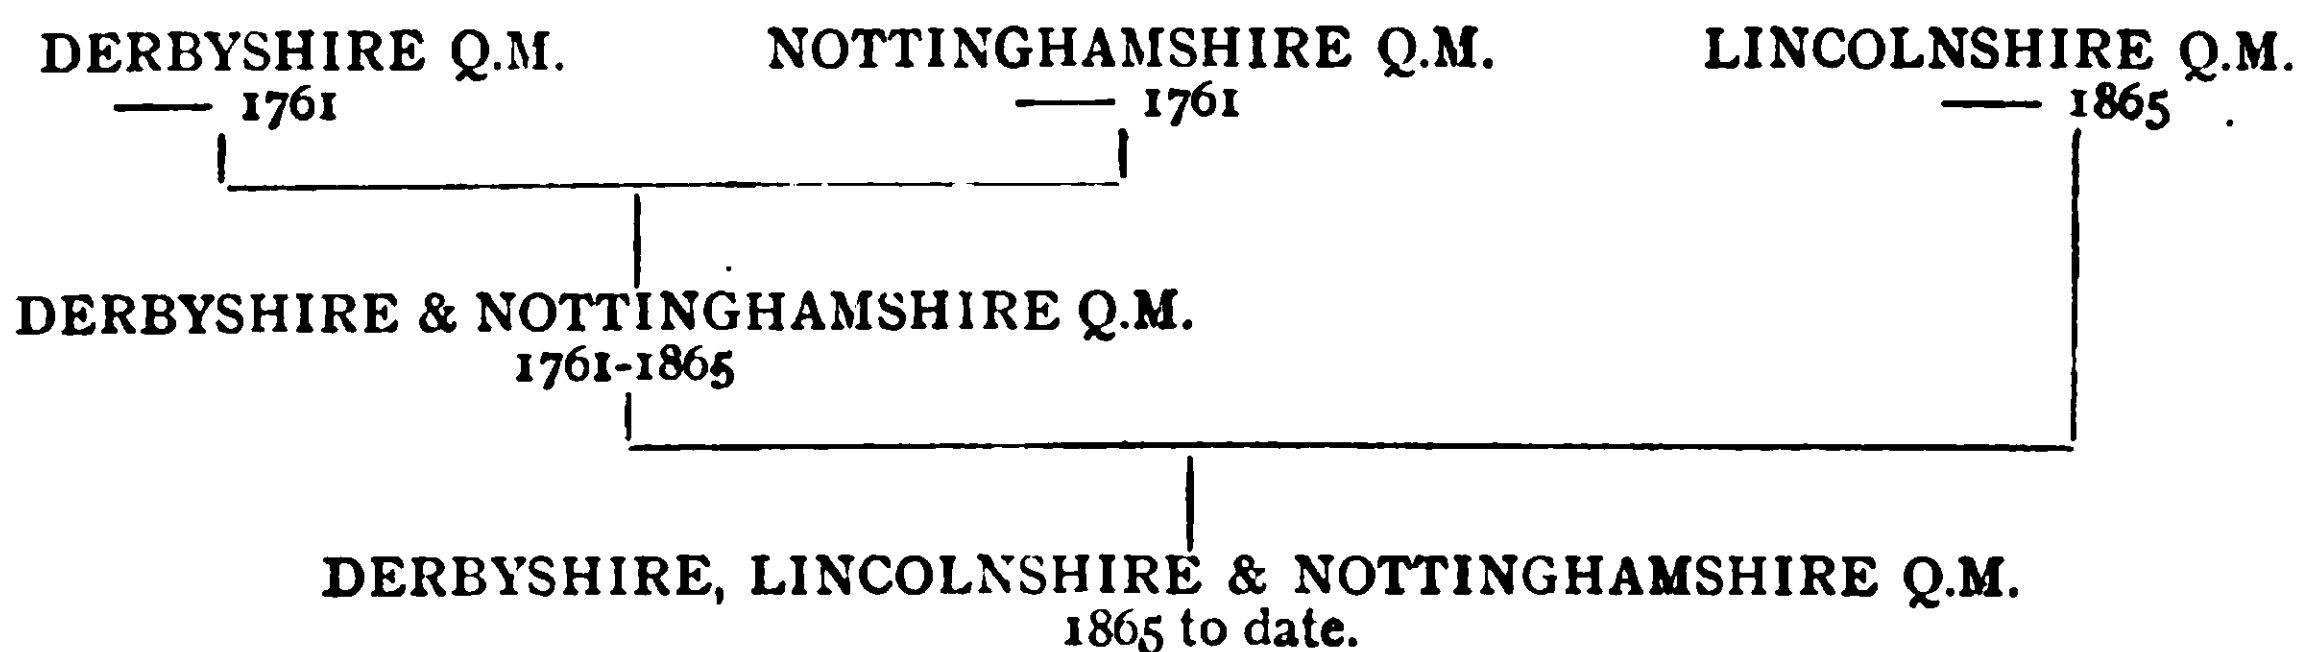 DERBYSHIRE Q.M. NOTTINGHAMSHIRE Q.M. LINCOLNSHIRE Q.M.
— 1761 — 1761 — 1865
DERBYSHIRE & NOTTINGHAMSHIRE Q.M.
1761-1865
DERBYSHIRE, LINCOLNSHIRE & NOTTINGHAMSHIRE Q.M.
1865 to date.